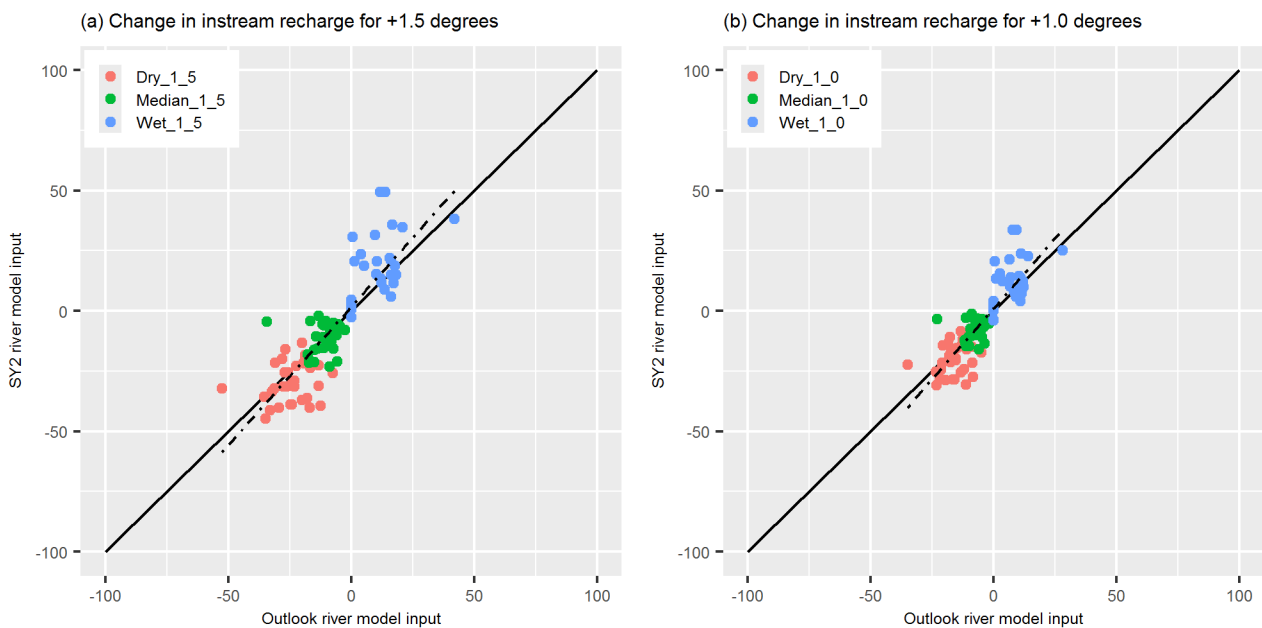 (a) Change in instream recharge for +1.5 degrees
Dry_1_5
Median_1_5
Wet_1_5
100
50
0
-50
-100
SY2 river model input
-100
-50
0
50
100
Outlook river model input
(b) Change in instream recharge for +1.0 degrees
Dry_1_0
Median_1_0
Wet_1_0
100
50
0
-50
-100
SY2 river model input
-100
-50
0
50
100
Outlook river model input